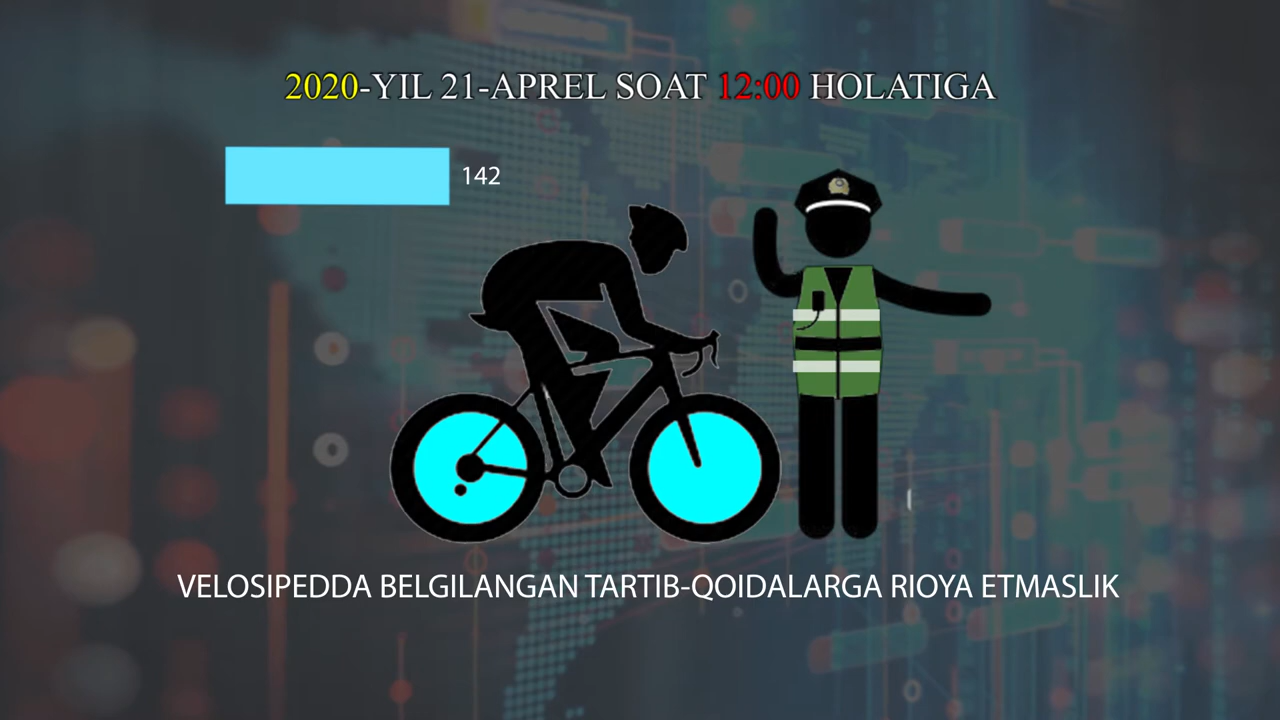 2020-YIL 21-APREL SOAT 12:00 HOLATIGA
142
VELOSIPEDDA BELGILANGAN TARTIB-QOIDALARGA RIOYA ETMASLIK